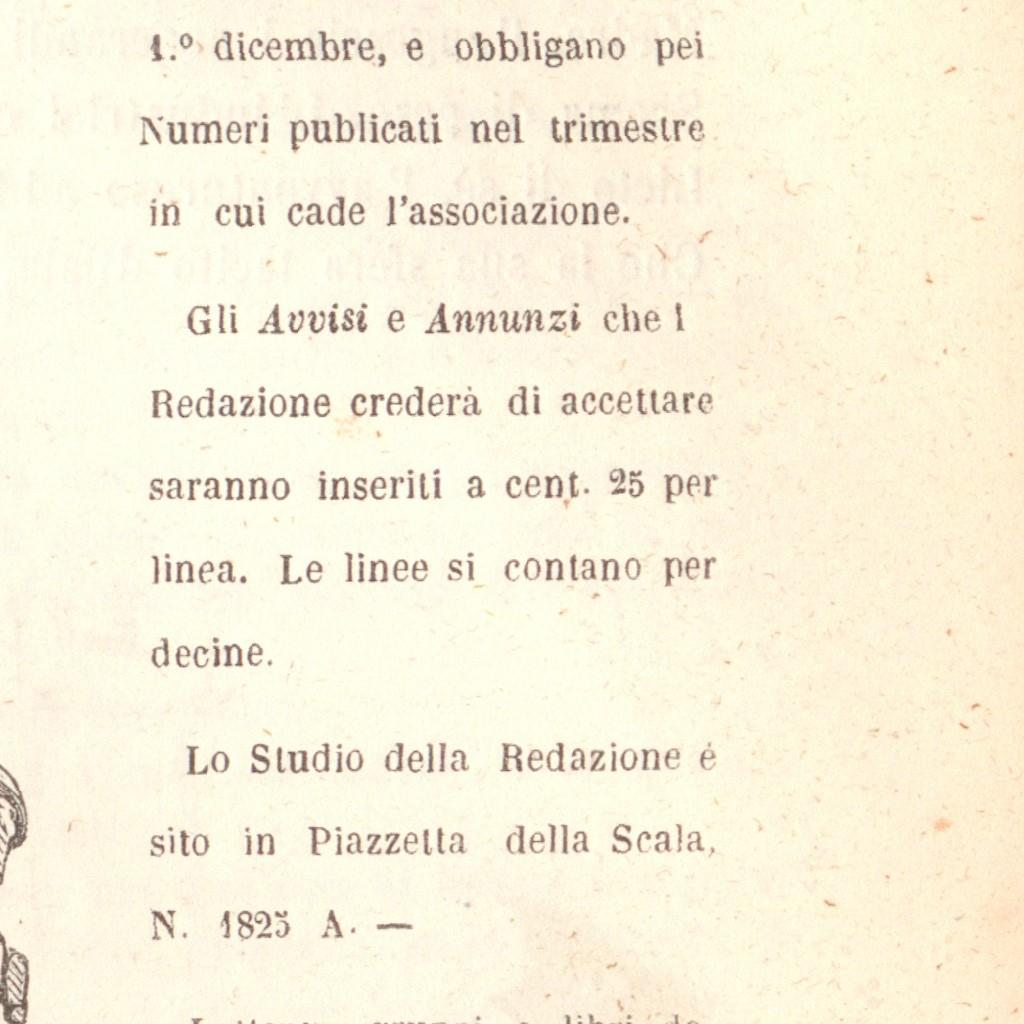 1.º dicembre, e obbligano pei
Numeri publicati nel trimestre
in cui cade l'associazione.
Gli Avvisi e Annunzi che l
Redazione crederà di accettare
saranno inseriti a cent. 25 per
linea. Le linee si contano per
decine.
Lo Studio della Redazione è
sito in Piazzetta della Scala,
N. 1825 A. —